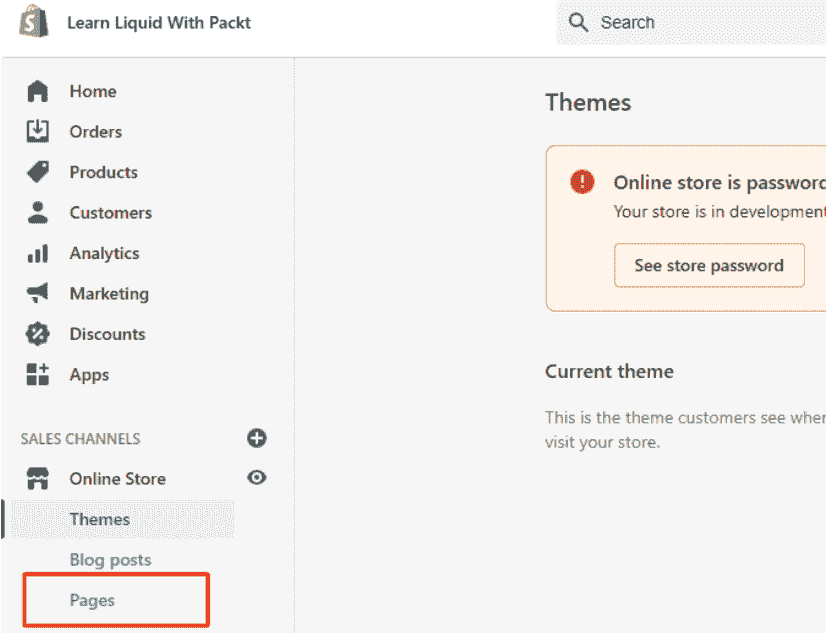 Learn Liquid With Packt
Search
Home
Orders
Products
Customers
Analytics
Marketing
Discounts
Apps
SALES CHANNELS
Online Store
Themes
Blog posts
Pages
Themes
Online store is password
Your store is in development
See store password
Current theme
This is the theme customers see when
visit your store.